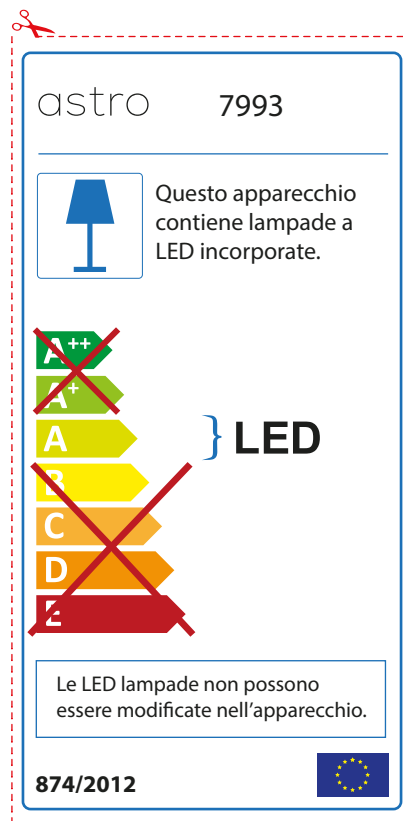 astro 7993
Questo apparecchio
contiene lampade a
LED incorporate.
A++
A+
A
LED
B
C
D
E
Le LED lampade non possono
essere modificate nell'apparecchio.
874/2012